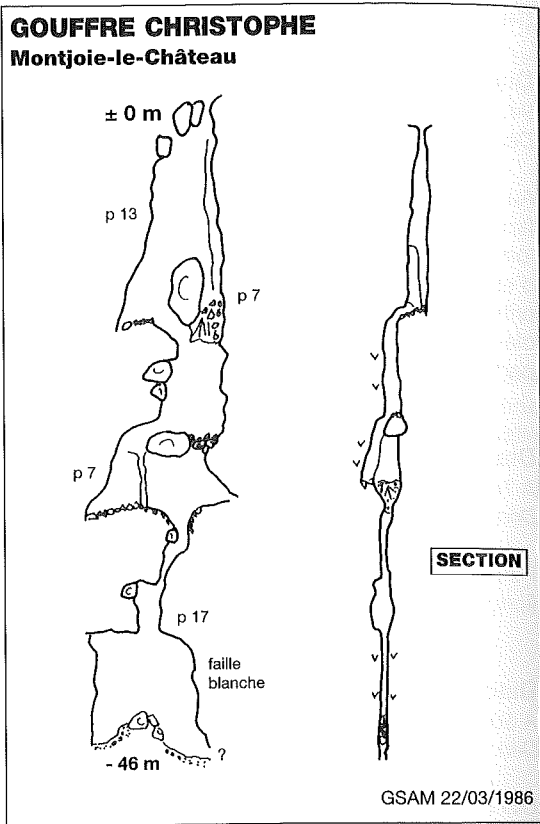 GOUFFRE CHRISTOPHE
Montjoie-le-Château
± 0 m
p 13
p 7
p 7
SECTION
p 17
faille
blanche
?
- 46 m
GSAM 22/03/1986